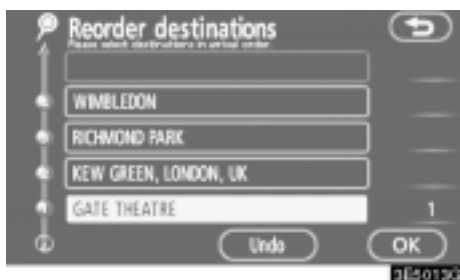 Reorder destinations
Please select destinations in arrival order.
WIMBLEDON
RICHMOND PARK
KEW GREEN, LONDON, UK
GATE THEATRE 1
Undo OK
3E5013G